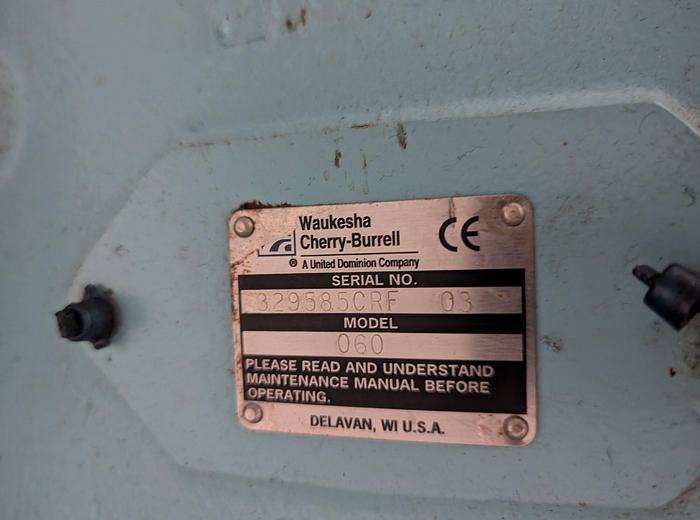 Waukesha
Cherry-Burrell
CE
®
A United Dominion Company
SERIAL NO.
329585CRF 03
MODEL
060
PLEASE READ AND UNDERSTAND
MAINTENANCE MANUAL BEFORE
OPERATING.
DELAVAN, WI U.S.A.